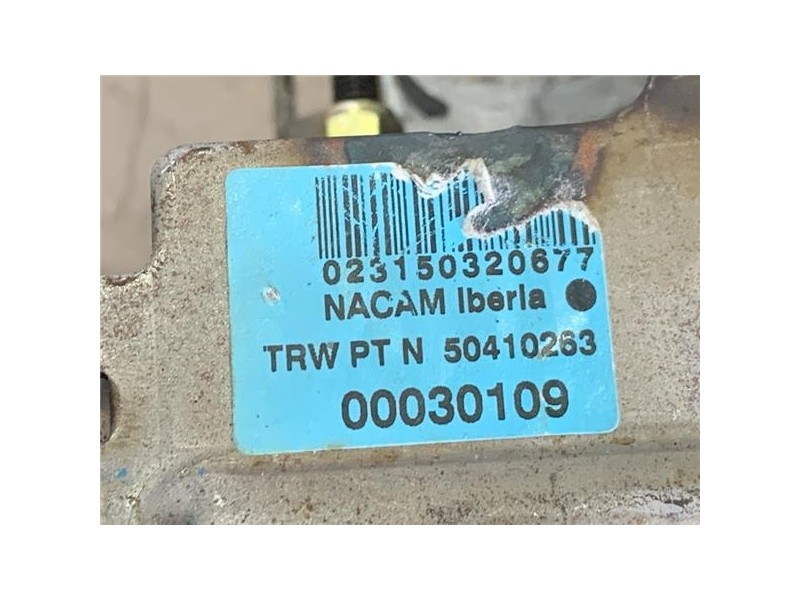 023150320677
NACAM Iberia
TRW PT N 50410263
00030109